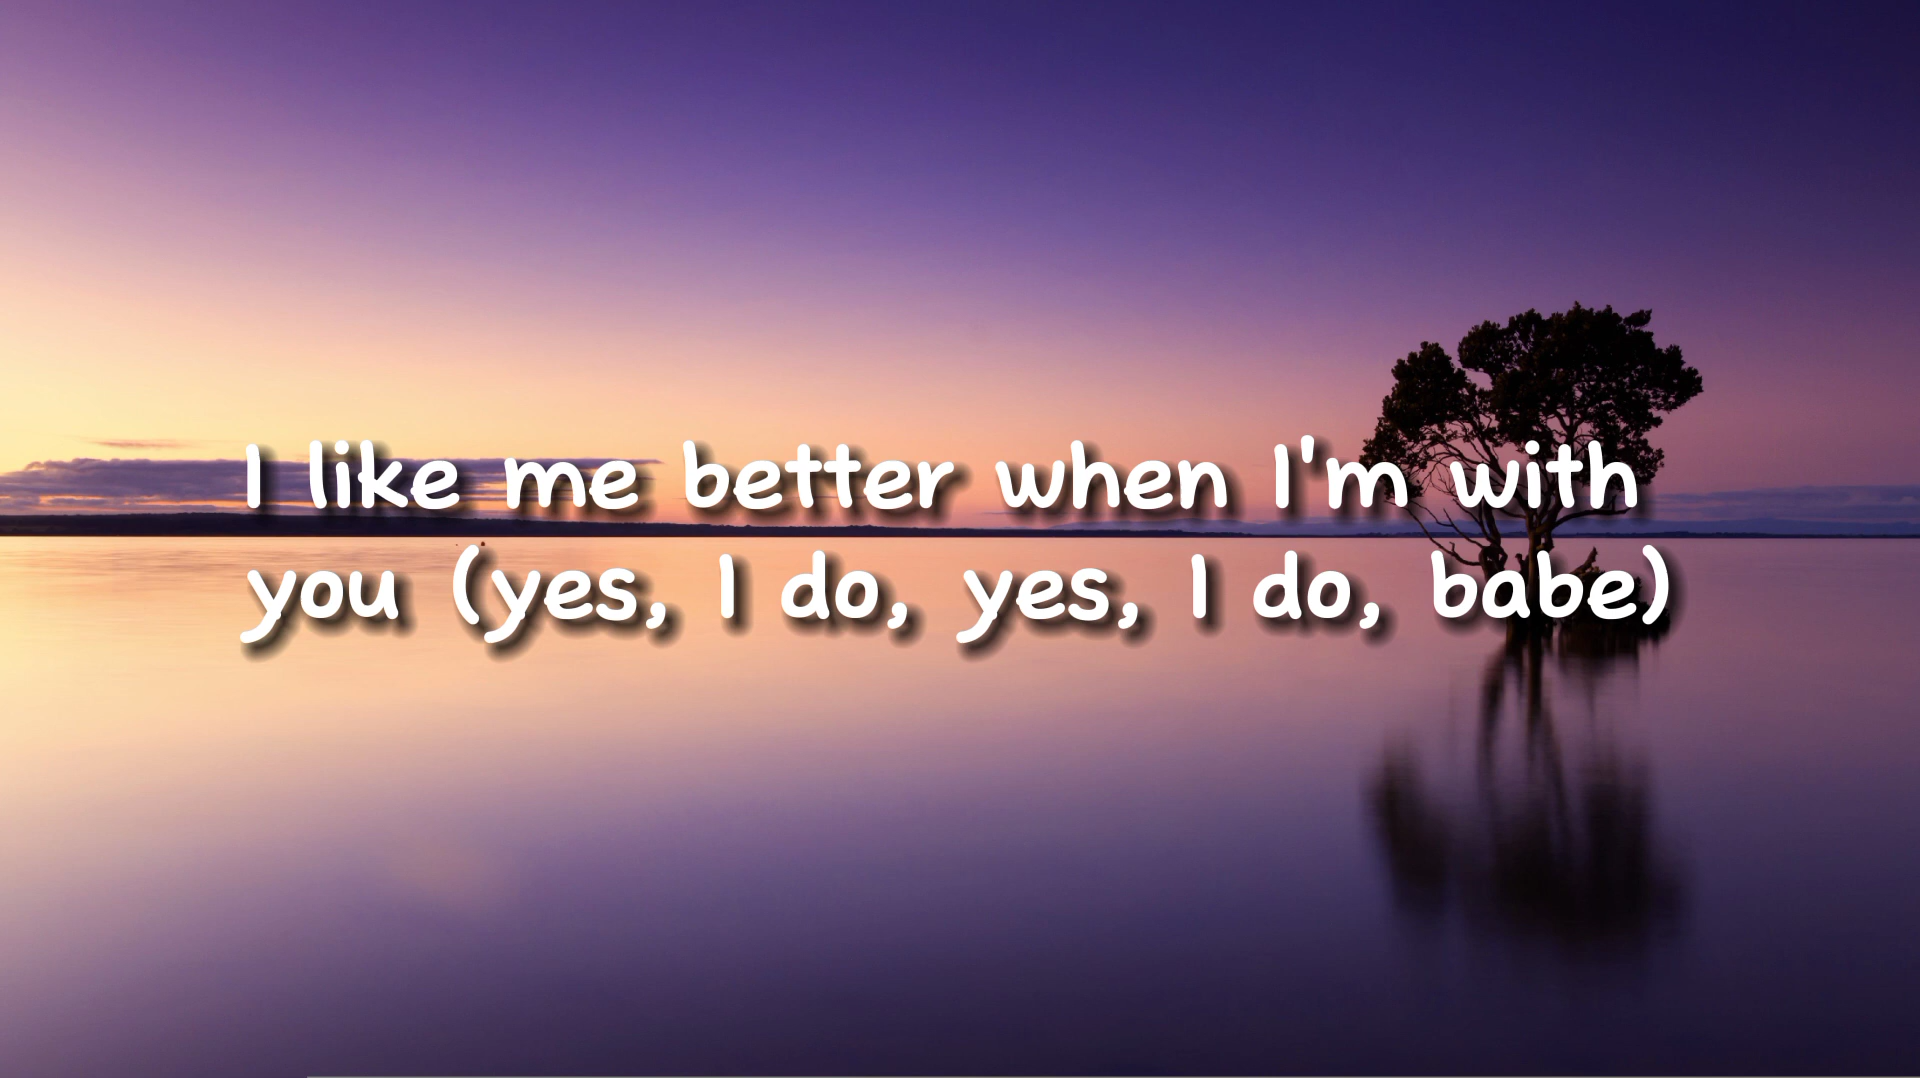 I like me better when I'm with
you (yes, I do, yes, I do, babe)